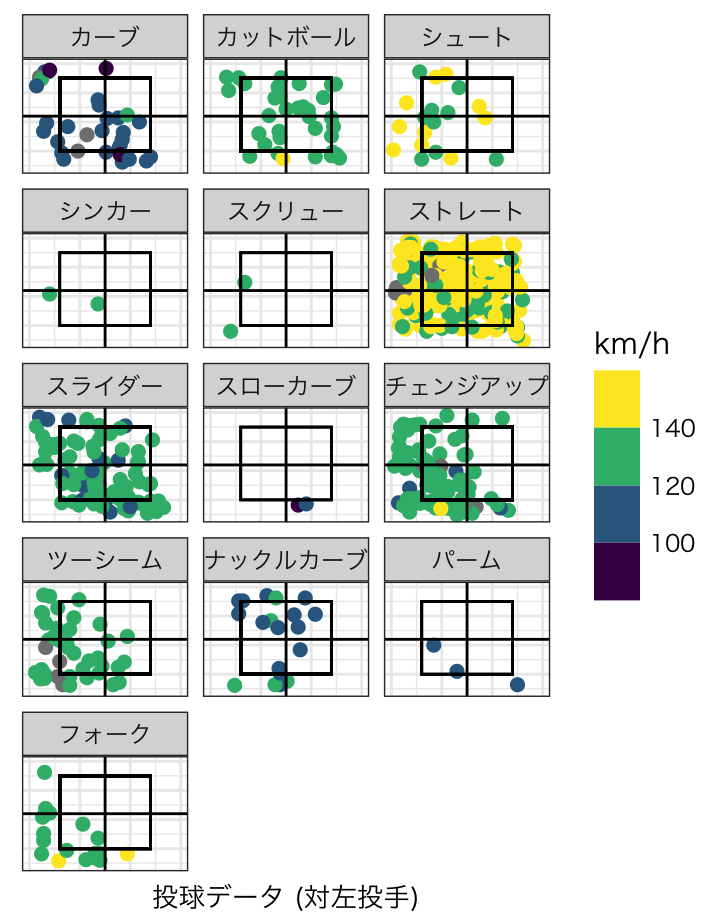 カーブ
カットボール
シュート
シンカー
スクリュー
ストレート
スライダー
スローカーブ
チェンジアップ
ツーシーム
ナックルカーブ
パーム
フォーク
km/h
140
120
100
投球データ (対左投手)